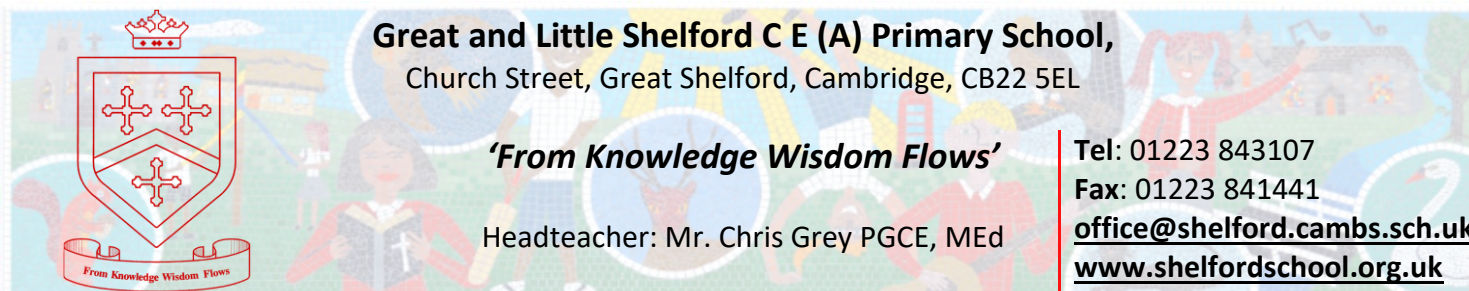 Great and Little Shelford C E (A) Primary School,
Church Street, Great Shelford, Cambridge, CB22 5EL
‘From Knowledge Wisdom Flows’
Headteacher: Mr. Chris Grey PGCE, MEd
Tel: 01223 843107
Fax: 01223 841441
office@shelford.cambs.sch.uk
www.shelfordschool.org.uk
From Knowledge Wisdom Flows